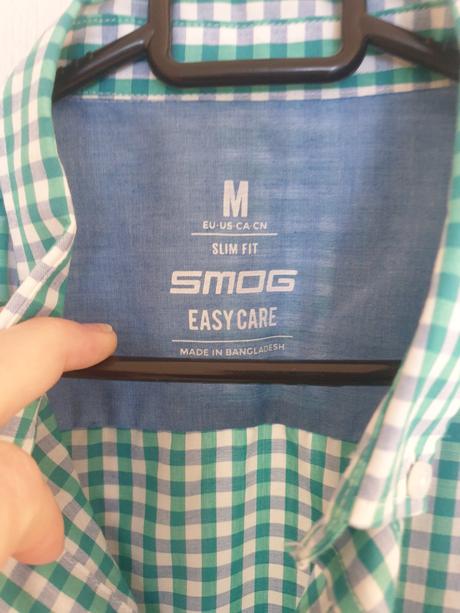 M
EU·US·CA·CN
SLIM FIT
SMOG
EASY CARE
MADE IN BANGLADESH